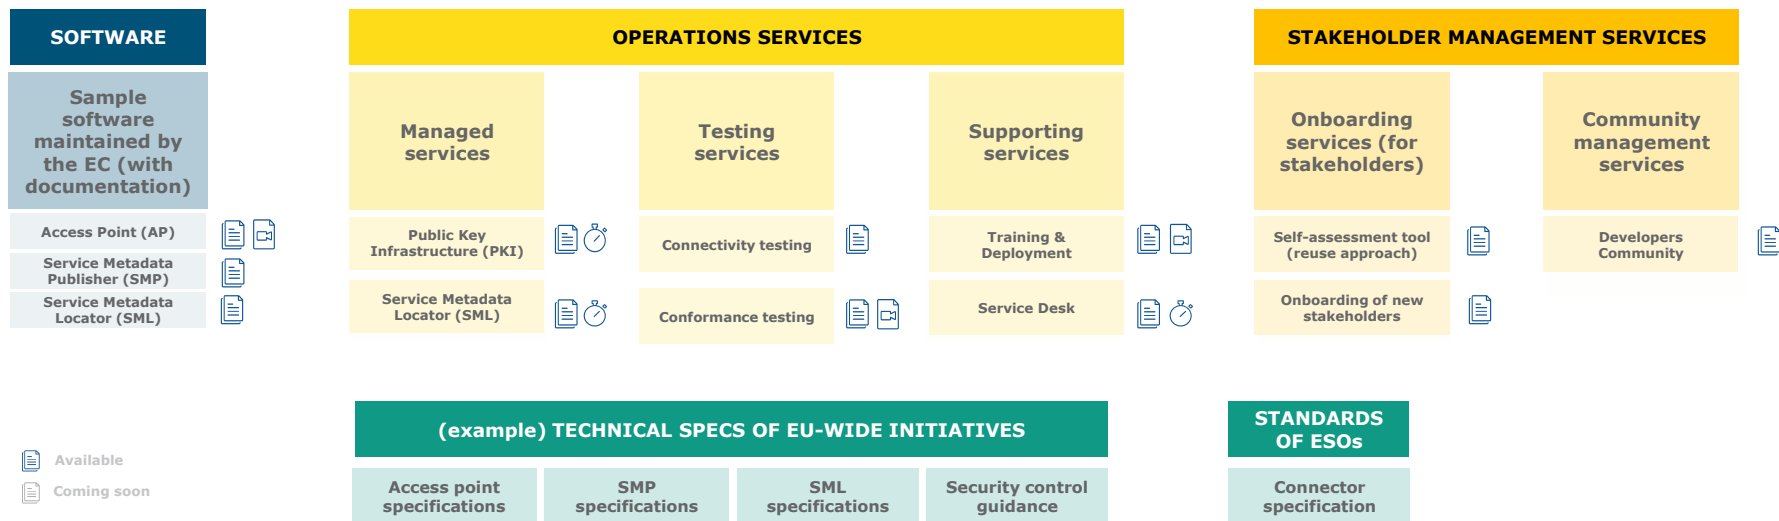 SOFTWARE
Sample
software
maintained by
the EC (with
documentation)
Access Point (AP)
Service Metadata
Publisher (SMP)
Service Metadata
Locator (SML)
OPERATIONS SERVICES
Managed
services
Public Key
Infrastructure (PKI)
Service Metadata
Locator (SML)
Testing
services
Connectivity testing
Conformance testing
Supporting
services
Training &
Deployment
Service Desk
STAKEHOLDER MANAGEMENT SERVICES
Onboarding
services (for
stakeholders)
Self-assessment tool
(reuse approach)
Onboarding of new
stakeholders
Community
management
services
Developers
Community
(example) TECHNICAL SPECS OF EU-WIDE INITIATIVES
Access point
specifications
SMP
specifications
SML
specifications
Security control
guidance
STANDARDS
OF ESOs
Connector
specification
Available
Coming soon